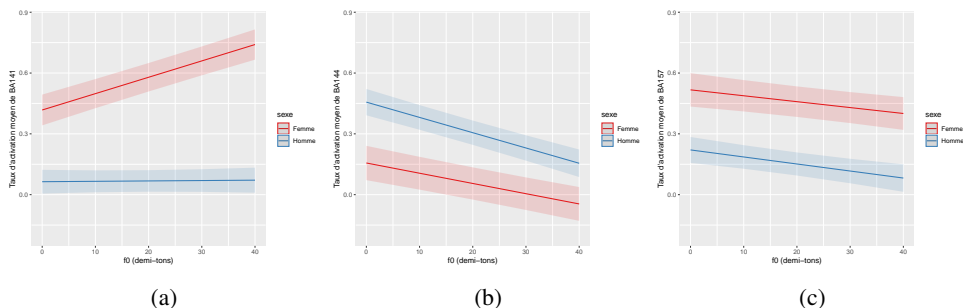 0.9
0.6
0.3
0.0
Taux d'activation moyen de BA141
0 10 20 30 40
f0 (demi−tons)
sexe
Femme
Homme
(a)
0.9
0.6
0.3
0.0
Taux d'activation moyen de BA144
0 10 20 30 40
f0 (demi−tons)
sexe
Femme
Homme
(b)
0.9
0.6
0.3
0.0
Taux d'activation moyen de BA157
0 10 20 30 40
f0 (demi−tons)
sexe
Femme
Homme
(c)